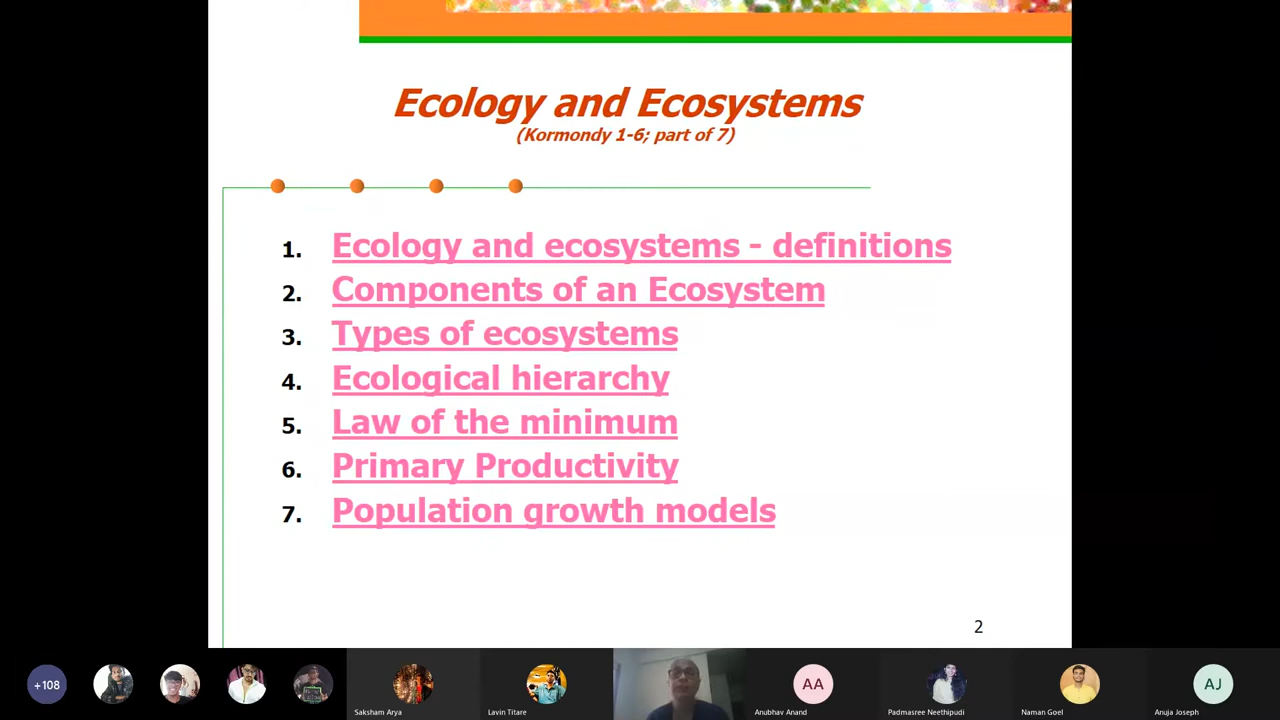 Ecology and Ecosystems
(Kormondy 1-6; part of 7)
1. Ecology and ecosystems - definitions
2. Components of an Ecosystem
3. Types of ecosystems
4. Ecological hierarchy
5. Law of the minimum
6. Primary Productivity
7. Population growth models
2
+108
AA
AJ
Saksham Arya
Lavin Titare
Anubhav Anand
Padmasree Neethipudi
Naman Goel
Anuja Joseph